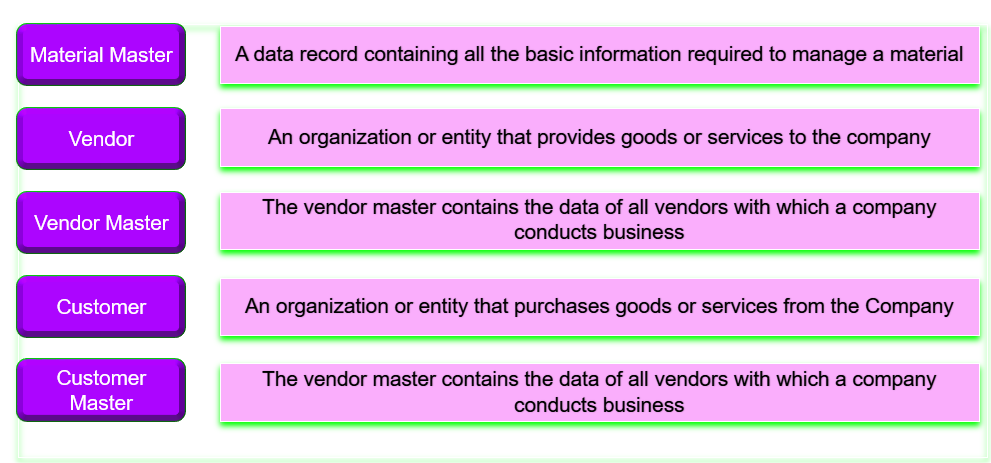 Material Master
A data record containing all the basic information required to manage a material
Vendor
An organization or entity that provides goods or services to the company
Vendor Master
The vendor master contains the data of all vendors with which a company
conducts business
Customer
An organization or entity that purchases goods or services from the Company
Customer
Master
The vendor master contains the data of all vendors with which a company
conducts business